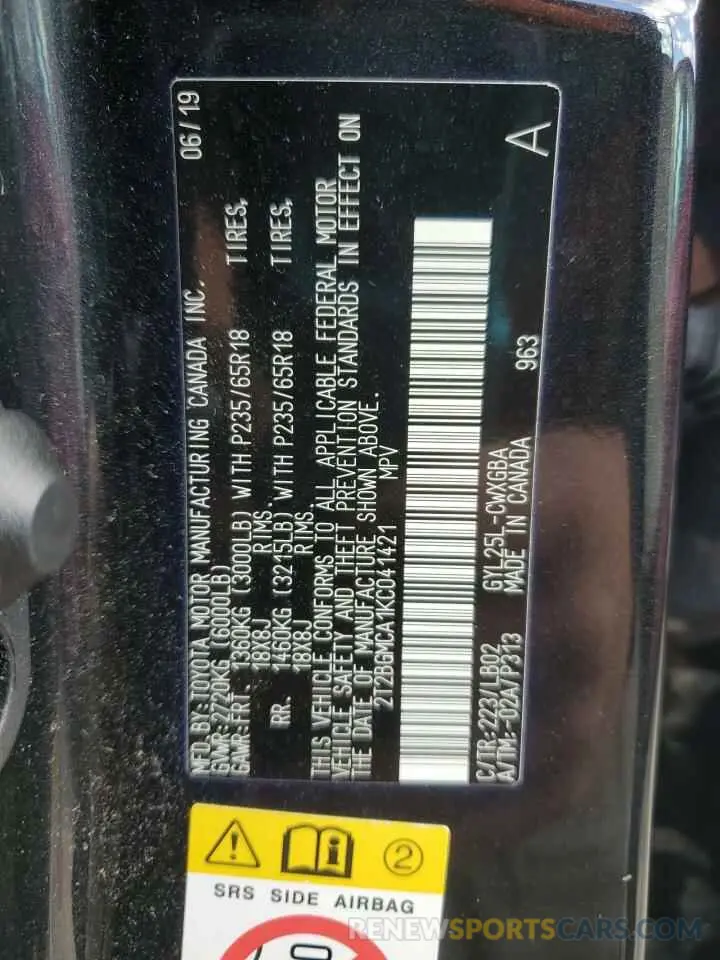 MFD.BY:TOYOTA MOTOR MANUFACTURING CANADA INC. 06/19
GVWR-2720KG (6000LB)
GAWR:FRT. 1360KG (3000LB) WITH P235/65R18 TIRES,
18X8J RIMS.
RR. 1460KG (3215LB) WITH P235/65R18 TIRES,
18X8J RIMS.
THIS VEHICLE CONFORMS TO ALL APPLICABLE FEDERAL MOTOR
VEHICLE SAFETY AND THEFT PREVENTION STANDARDS IN EFFECT ON
THE DATE OF MANUFACTURE SHOWN ABOVE.
2T2BGMCA1KC041421 MPV
C/TR:223/LB02 GYL25L-CWXGBA
A/TM:-02A/P313 MADE IN CANADA 963 A
2
SRS SIDE AIRBAG
RENEWSPORTSCARS.COM